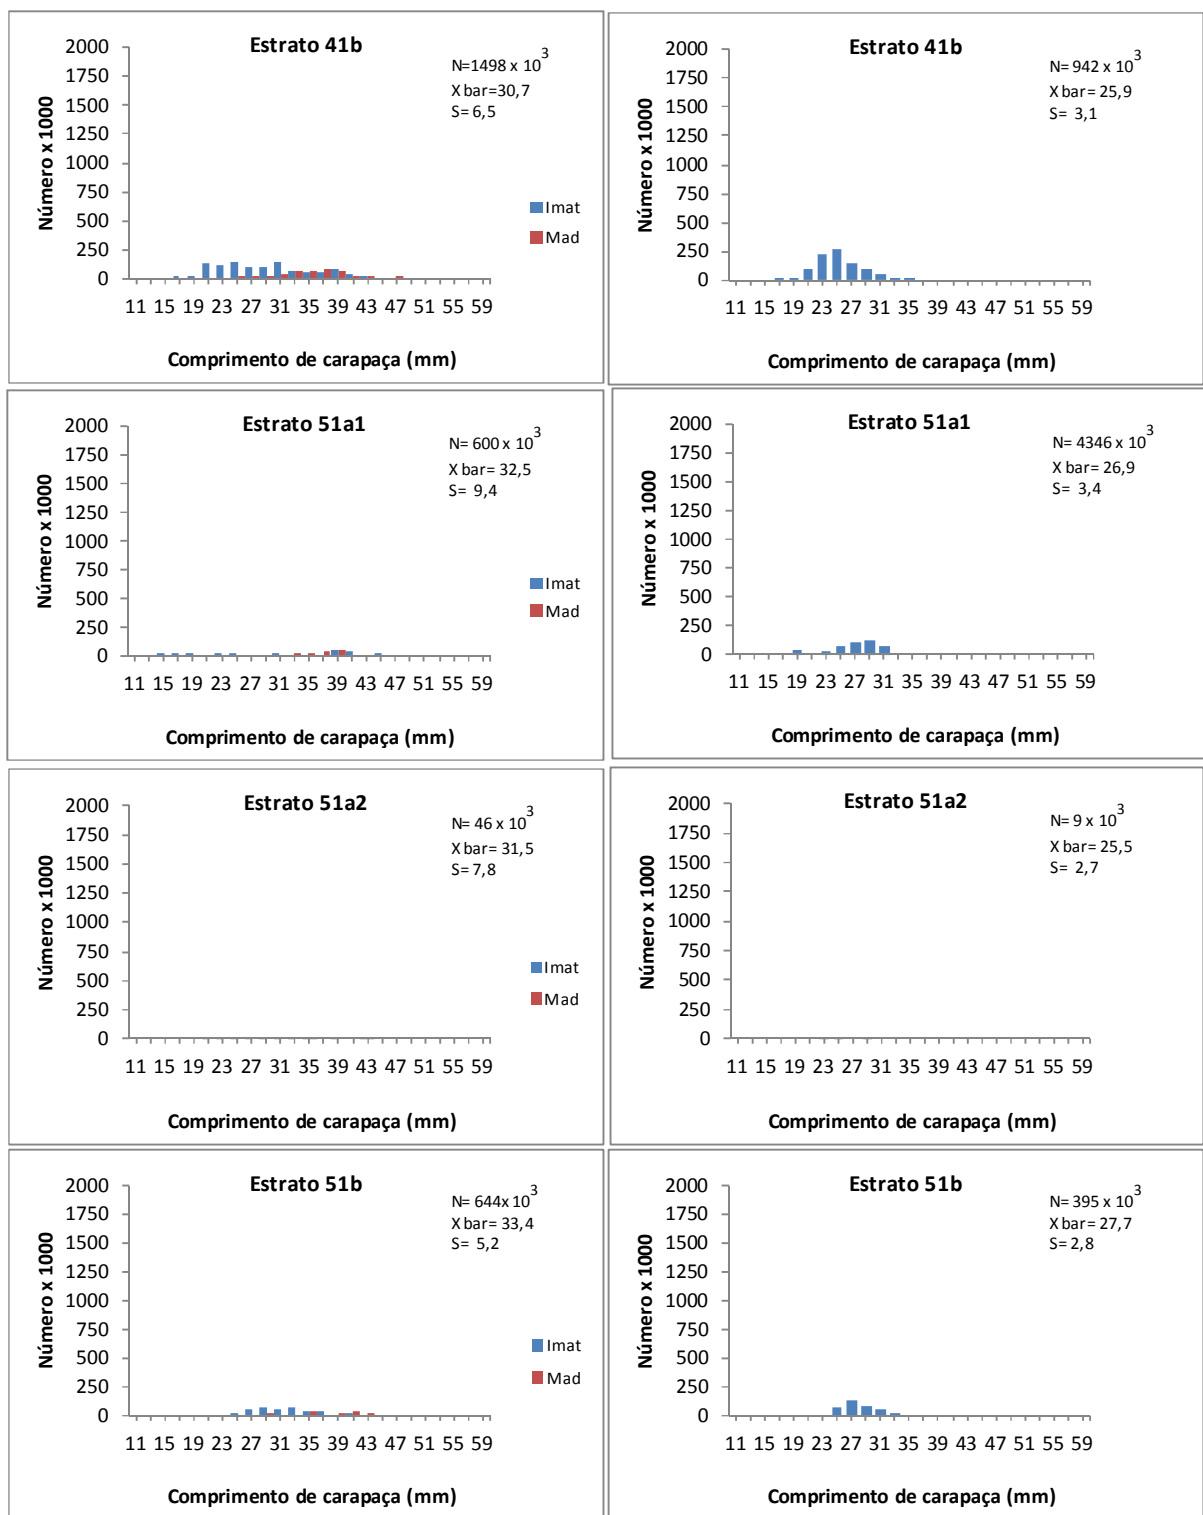 Estrato 41b
N=1498 x 10³
X bar=30,7
S= 6,5
Número x 1000
2000
1750
1500
1250
1000
750
500
250
0
Imat
Mad
11 15 19 23 27 31 35 39 43 47 51 55 59
Comprimento de carapaça (mm)
Estrato 41b
N= 942 x 10³
X bar= 25,9
S= 3,1
Número x 1000
2000
1750
1500
1250
1000
750
500
250
0
11 15 19 23 27 31 35 39 43 47 51 55 59
Comprimento de carapaça (mm)
Estrato 51a1
N= 600 x 10³
X bar= 32,5
S= 9,4
Número x 1000
2000
1750
1500
1250
1000
750
500
250
0
Imat
Mad
11 15 19 23 27 31 35 39 43 47 51 55 59
Comprimento de carapaça (mm)
Estrato 51a1
N= 4346 x 10³
X bar= 26,9
S= 3,4
Número x 1000
2000
1750
1500
1250
1000
750
500
250
0
11 15 19 23 27 31 35 39 43 47 51 55 59
Comprimento de carapaça (mm)
Estrato 51a2
N= 46 x 10³
X bar= 31,5
S= 7,8
Número x 1000
2000
1750
1500
1250
1000
750
500
250
0
Imat
Mad
11 15 19 23 27 31 35 39 43 47 51 55 59
Comprimento de carapaça (mm)
Estrato 51a2
N= 9 x 10³
X bar= 25,5
S= 2,7
Número x 1000
2000
1750
1500
1250
1000
750
500
250
0
11 15 19 23 27 31 35 39 43 47 51 55 59
Comprimento de carapaça (mm)
Estrato 51b
N= 644x 10³
X bar= 33,4
S= 5,2
Número x 1000
2000
1750
1500
1250
1000
750
500
250
0
Imat
Mad
11 15 19 23 27 31 35 39 43 47 51 55 59
Comprimento de carapaça (mm)
Estrato 51b
N= 395 x 10³
X bar= 27,7
S= 2,8
Número x 1000
2000
1750
1500
1250
1000
750
500
250
0
11 15 19 23 27 31 35 39 43 47 51 55 59
Comprimento de carapaça (mm)